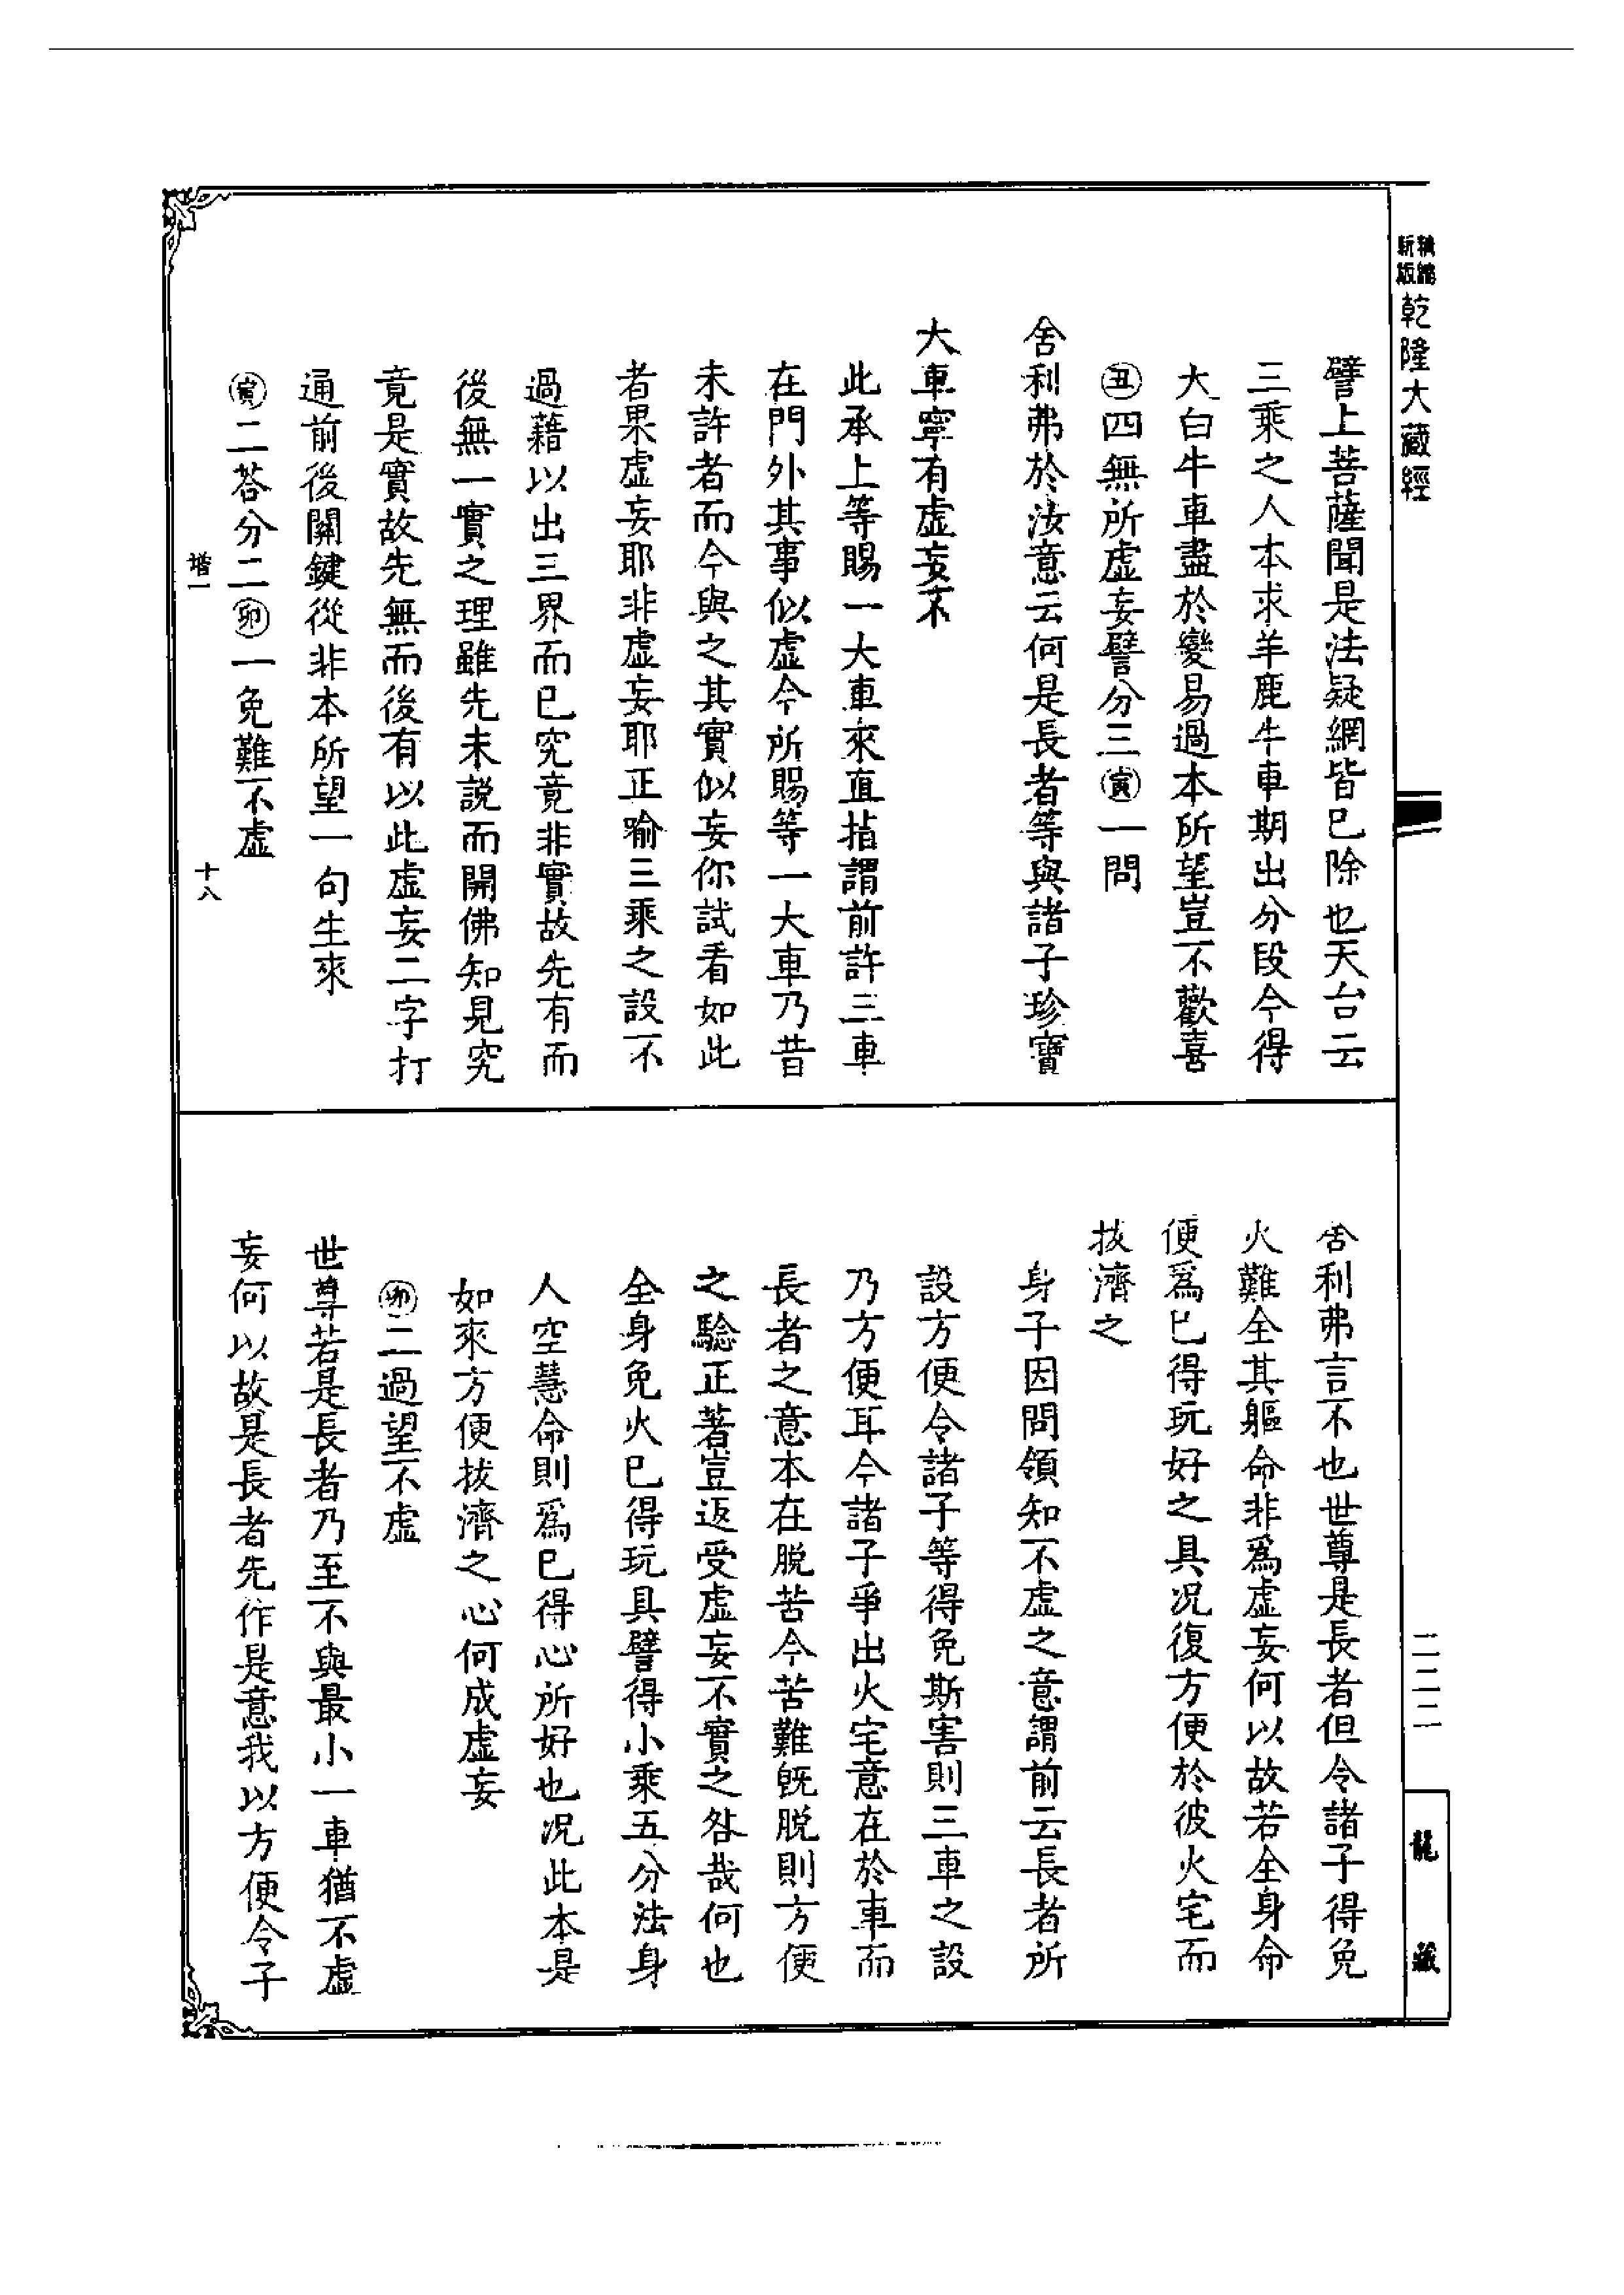 精縮
新版
乾隆大藏經
譬上菩薩聞是法疑網皆已除也天台云
三乘之人本求羊鹿牛車期出分段今得
大白牛車盡於變易過本所望豈不歡喜
㊄四無所虛妄譬分三寅一問
舍利弗於汝意云何是長者等與諸子珍寶
大車寧有虛妄不
此承上等賜一大車來直指謂前許三車
在門外其事似虛今所賜等一大車乃昔
未許者而今與之其實似妄你試看如此
者果虛妄耶非虛妄耶正喻三乘之設不
過藉以出三界而已究竟非實故先有而
後無一實之理雖先未說而開佛知見究
竟是實故先無而後有以此虛妄二字打
通前後關鍵從非本所望一句生來
寅二荅分二卯一免難不虛
堦一
十八
舍利弗言不也世尊是長者但令諸子得免
火難全其軀命非爲虛妄何以故若全身命
便爲已得玩好之具況復方便於彼火宅而
拔濟之
身子因問領知不虛之意謂前云長者所
設方便令諸子等得免斯害則三車之設
乃方便耳今諸子爭出火宅意在於車而
長者之意本在脫苦今苦難既脫則方便
之驗正著豈返受虛妄不實之咎哉何也
全身免火已得玩具譬得小乘五分法身
人空慧命則爲已得心所好也況此本是
如來方便拔濟之心何成虛妄
卯二過望不虛
世尊若是長者乃至不與最小一車猶不虛
妄何以故是長者先作是意我以方便令子
二二二
龍藏